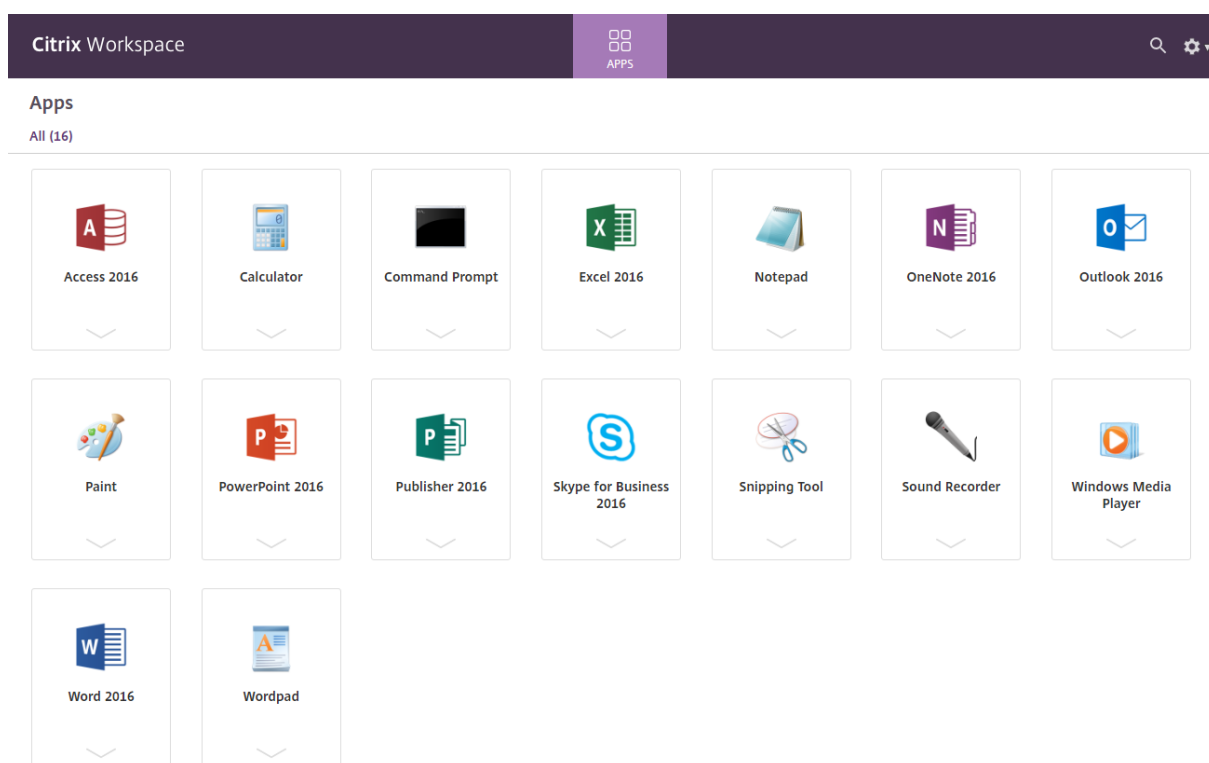 Citrix Workspace
APPS
Apps
All (16)
Access 2016
Calculator
Command Prompt
Excel 2016
Notepad
OneNote 2016
Outlook 2016
Paint
PowerPoint 2016
Publisher 2016
Skype for Business
2016
Snipping Tool
Sound Recorder
Windows Media
Player
Word 2016
Wordpad